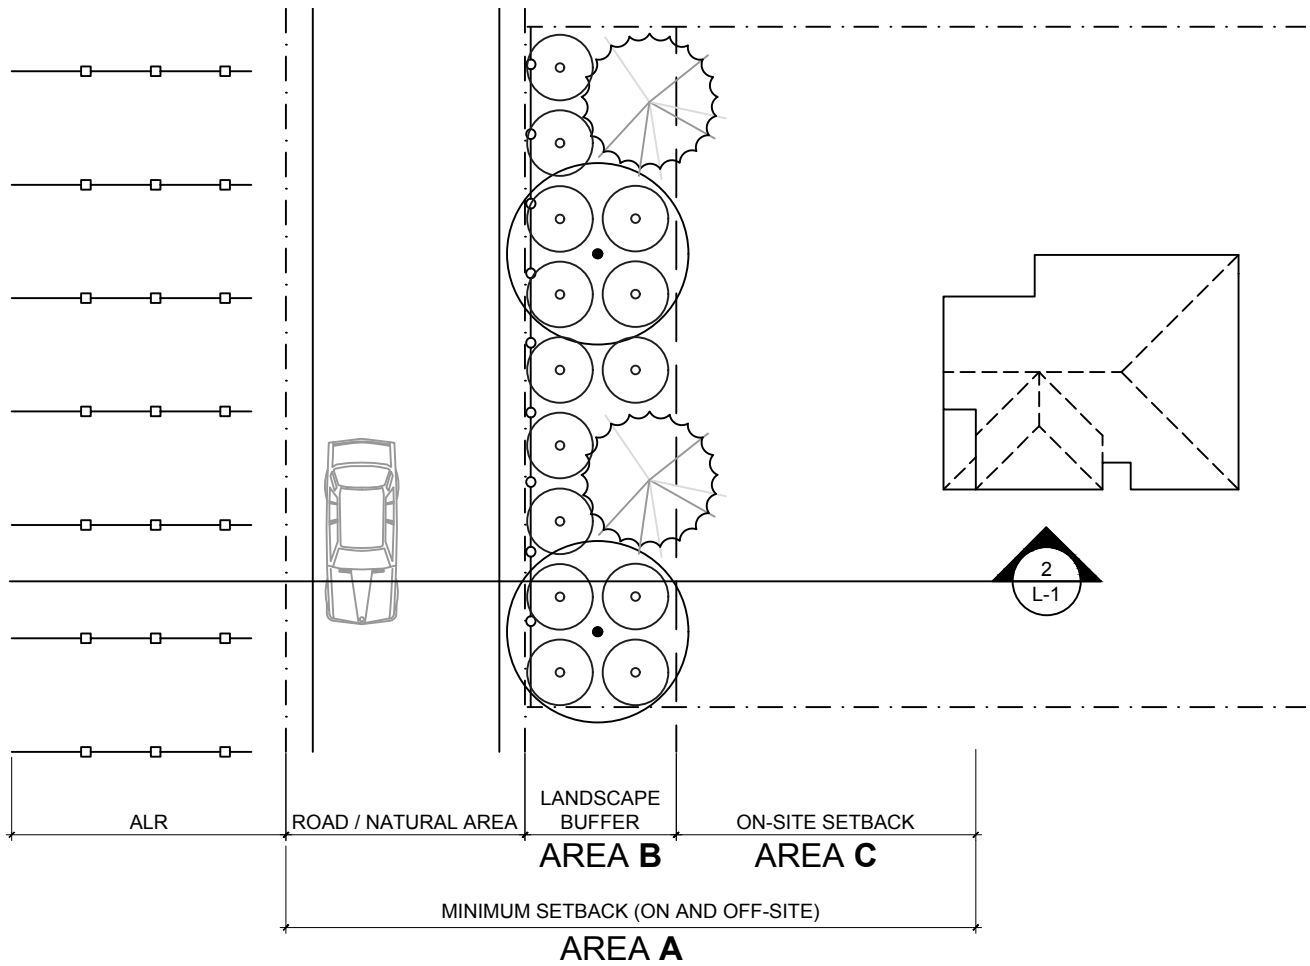 2
L-1
ALR
ROAD / NATURAL AREA
LANDSCAPE
BUFFER
ON-SITE SETBACK
AREA B
AREA C
MINIMUM SETBACK (ON AND OFF-SITE)
AREA A